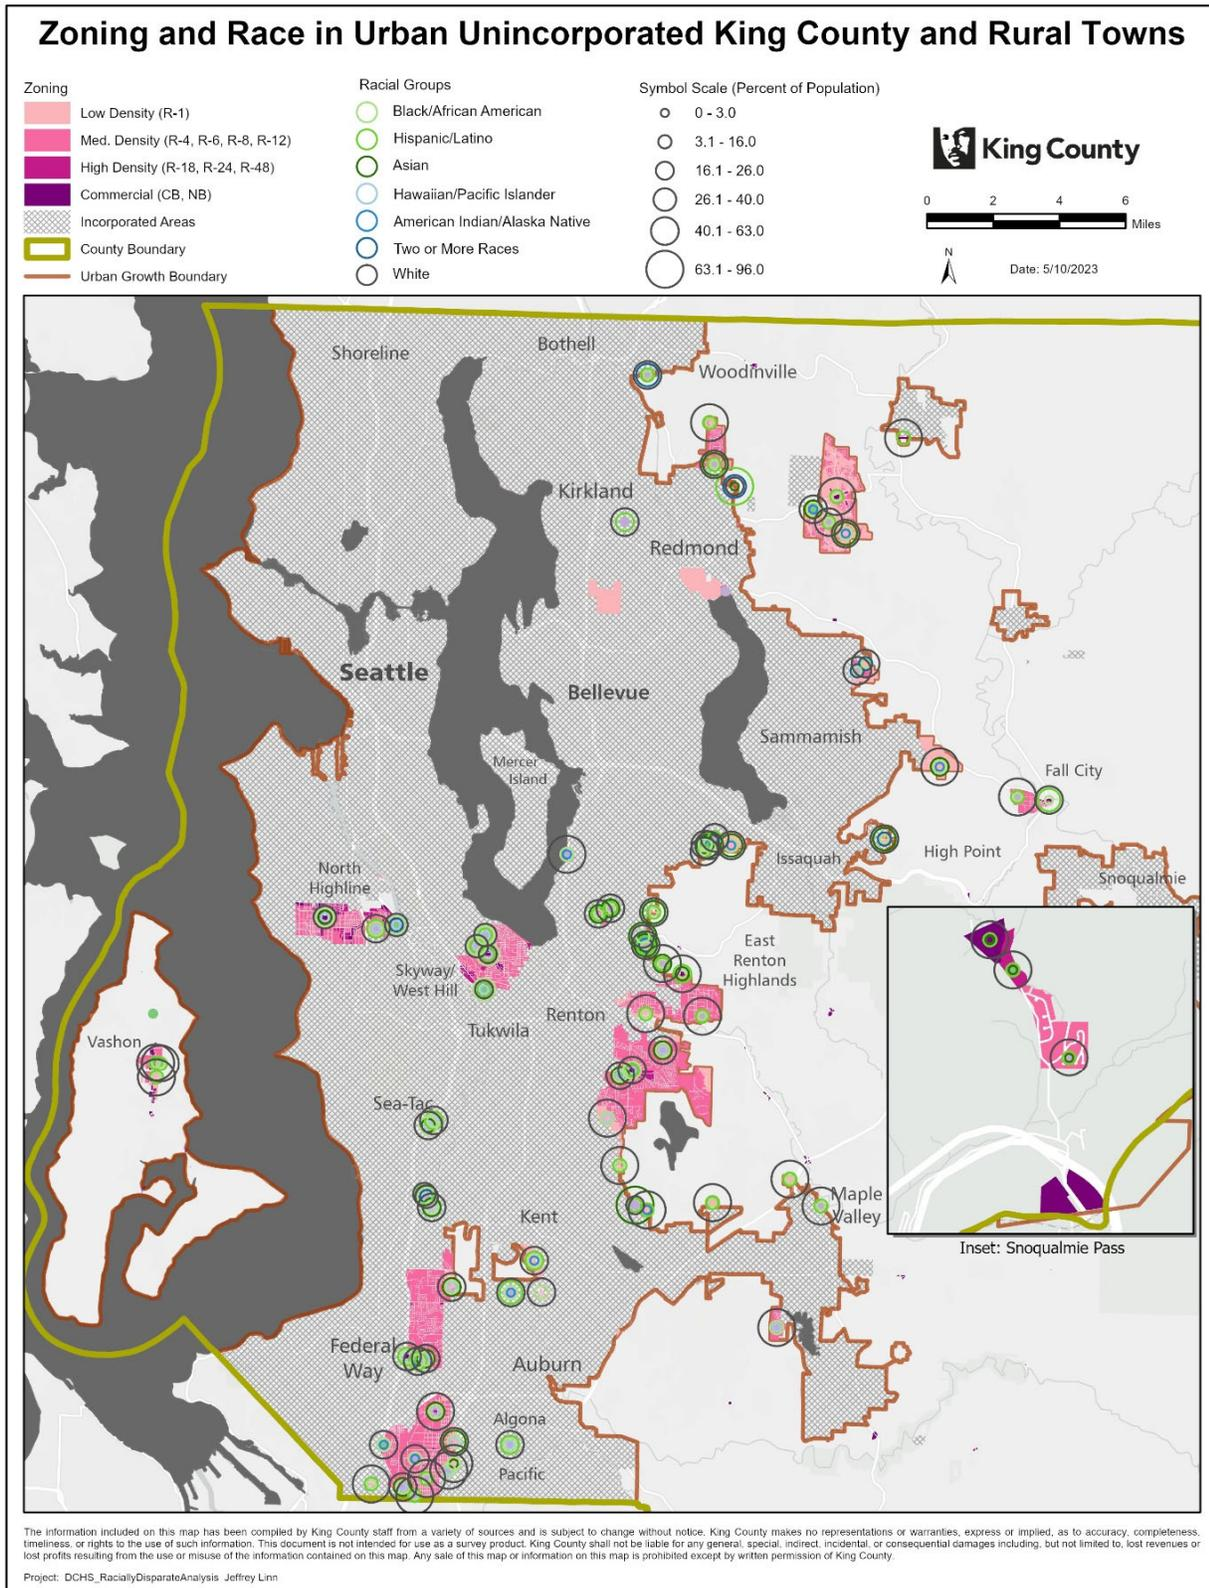 Zoning and Race in Urban Unincorporated King County and Rural Towns
Zoning
Low Density (R-1)
Med. Density (R-4, R-6, R-8, R-12)
High Density (R-18, R-24, R-48)
Commercial (CB, NB)
Incorporated Areas
County Boundary
Urban Growth Boundary
Racial Groups
Black/African American
Hispanic/Latino
Asian
Hawaiian/Pacific Islander
American Indian/Alaska Native
Two or More Races
White
Symbol Scale (Percent of Population)
0 - 3.0
3.1 - 16.0
16.1 - 26.0
26.1 - 40.0
40.1 - 63.0
63.1 - 96.0
King County
0 2 4 6
Miles
N
Date: 5/10/2023
Shoreline
Bothell
Woodinville
Kirkland
Redmond
Seattle
Bellevue
Sammamish
Mercer
Island
Fall City
North
Highline
Issaquah
High Point
Snoqualmie
Skyway/
West Hill
East
Renton
Highlands
Renton
Tukwila
Vashon
Sea-Tac
Kent
Maple
Valley
Inset: Snoqualmie Pass
Federal
Way
Auburn
Algona
Pacific
The information included on this map has been compiled by King County staff from a variety of sources and is subject to change without notice. King County makes no representations or warranties, express or implied, as to accuracy, completeness,
timeliness, or rights to the use of such information. This document is not intended for use as a survey product. King County shall not be liable for any general, special, indirect, incidental, or consequential damages including, but not limited to, lost revenues or
lost profits resulting from the use or misuse of the information contained on this map. Any sale of this map or information on this map is prohibited except by written permission of King County.
Project: DCHS_RaciallyDisparateAnalysis Jeffrey Linn